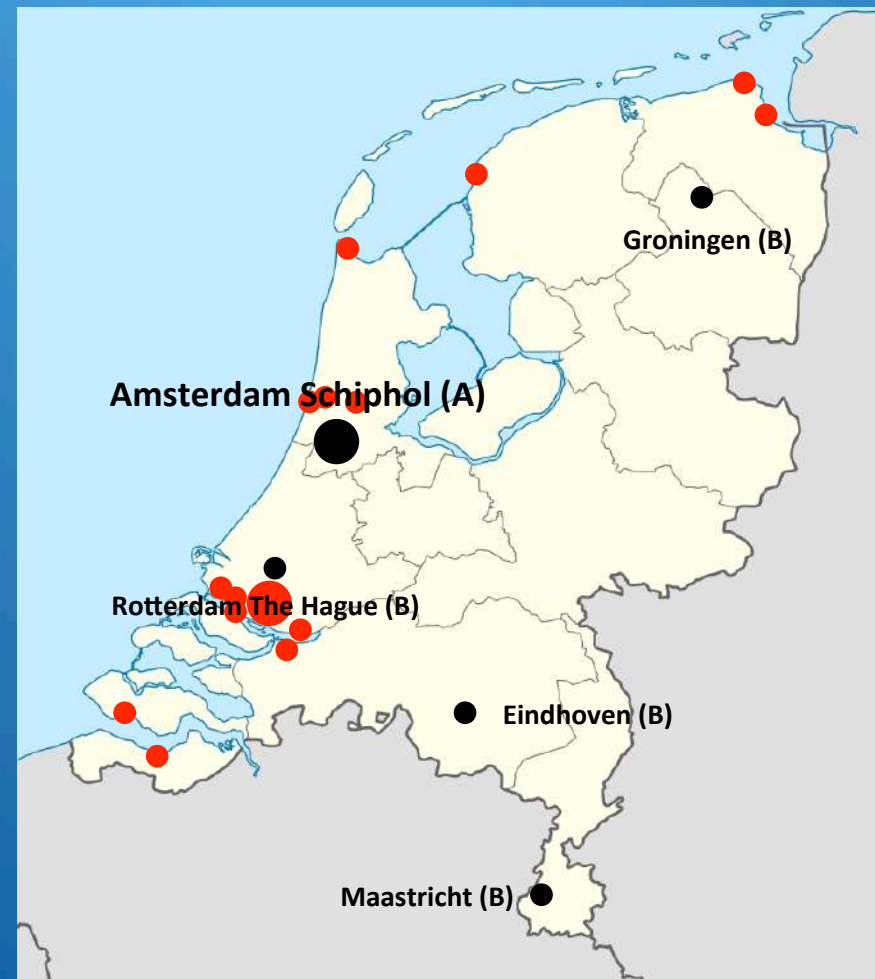 Groningen (B)
Amsterdam Schiphol (A)
Rotterdam The Hague (B)
Eindhoven (B)
Maastricht (B)